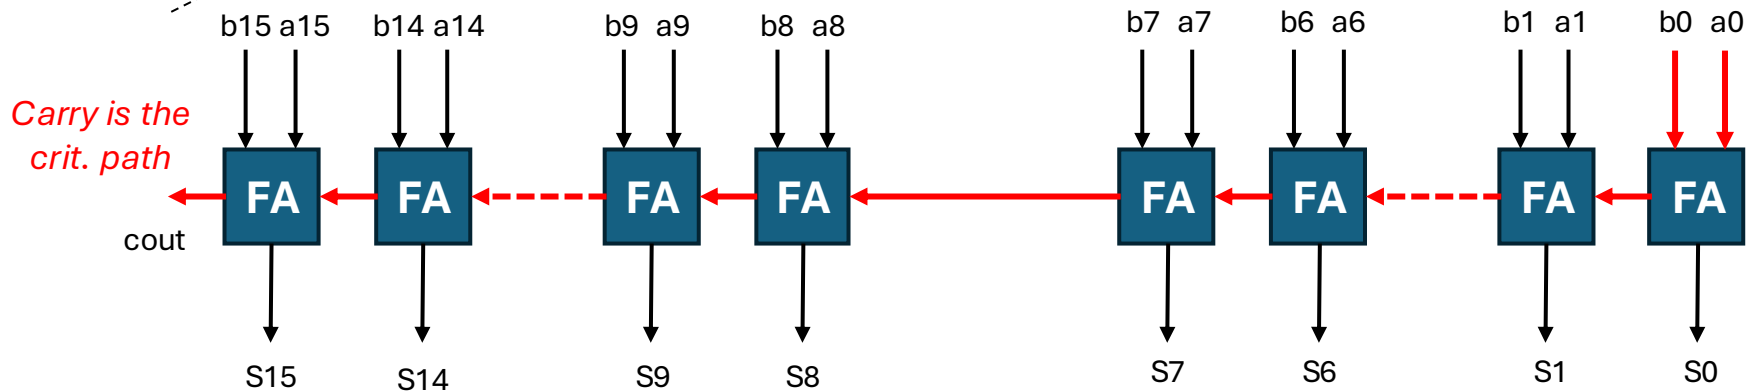 b15 a15 b14 a14 b9 a9 b8 a8 b7 a7 b6 a6 b1 a1 b0 a0
Carry is the
crit. path
FA FA FA FA FA FA FA FA
cout
S15 S14 S9 S8 S7 S6 S1 S0